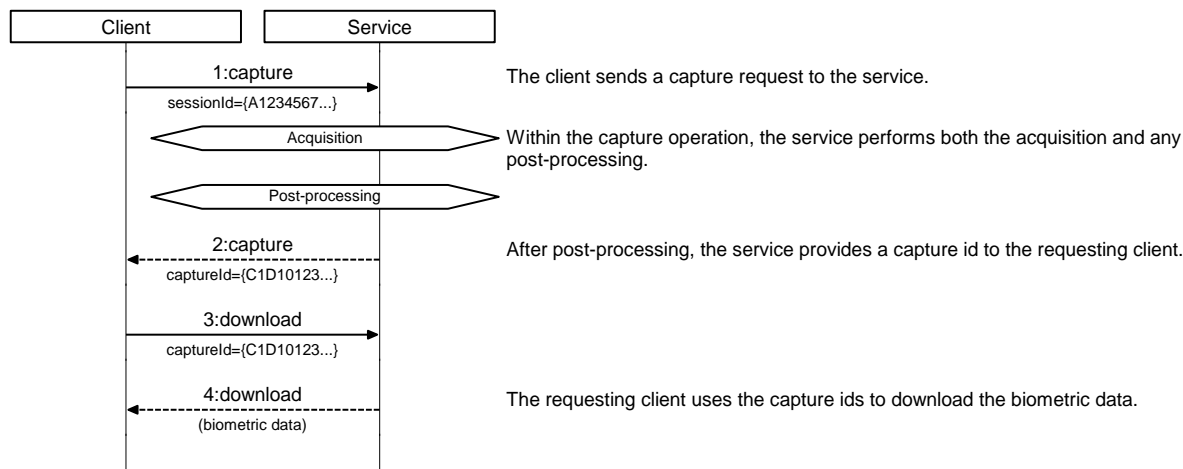 Client
Service
1:capture
The client sends a capture request to the service.
sessionId={A1234567...}
Acquisition
Within the capture operation, the service performs both the acquisition and any
post-processing.
Post-processing
2:capture
After post-processing, the service provides a capture id to the requesting client.
captureId={C1D10123...}
3:download
captureId={C1D10123...}
4:download
The requesting client uses the capture ids to download the biometric data.
(biometric data)